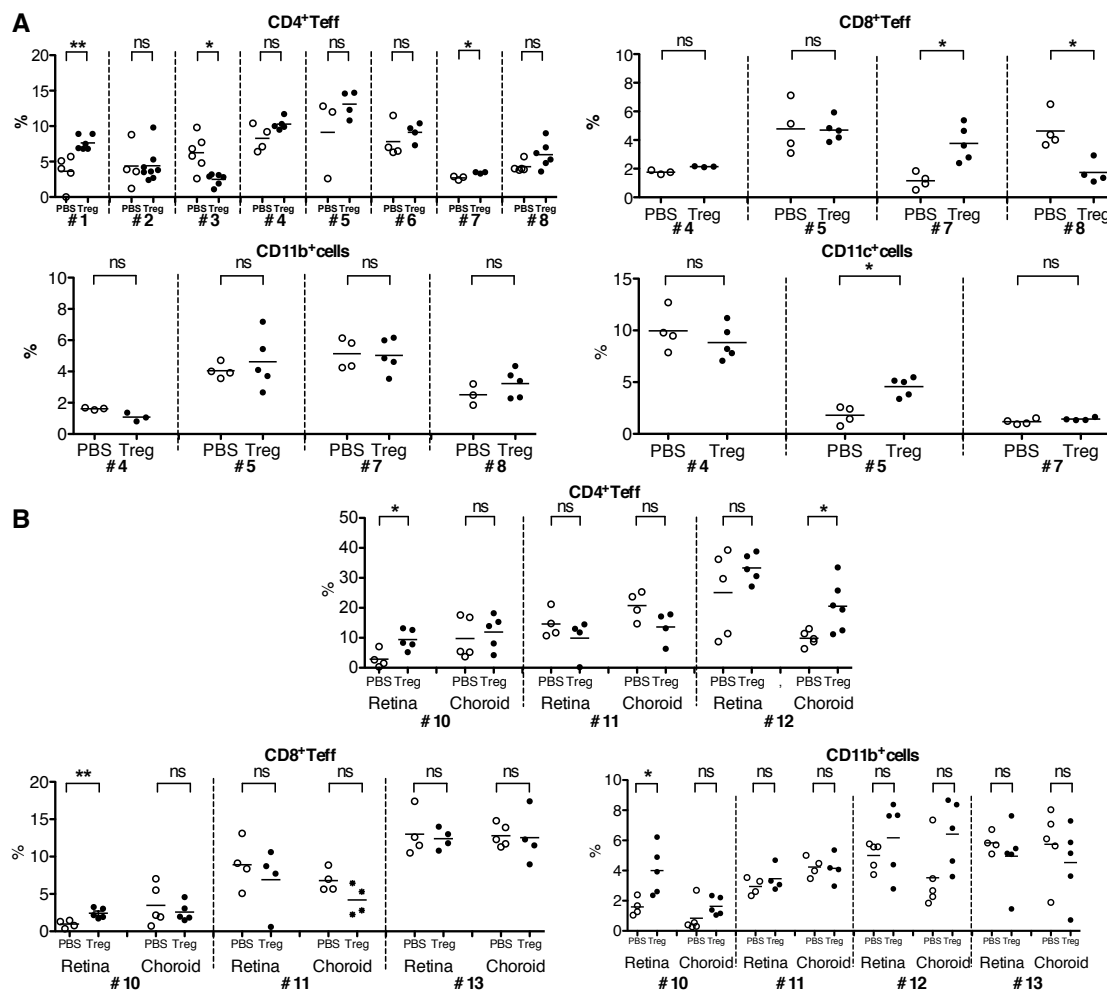 A
CD4+Teff
** ns * ns ns ns * ns
20
15
10
5
0
%
PBS Treg PBS Treg PBS Treg PBS Treg PBS Treg PBS Treg PBS Treg PBS Treg
#1 #2 #3 #4 #5 #6 #7 #8
CD8+Teff
ns ns * *
10
8
6
4
2
0
%
PBS Treg PBS Treg PBS Treg PBS Treg
#4 #5 #7 #8
CD11b+cells
ns ns ns ns
10
8
6
4
2
0
%
PBS Treg PBS Treg PBS Treg PBS Treg
#4 #5 #7 #8
CD11c+cells
ns * ns
15
10
5
0
%
PBS Treg PBS Treg PBS Treg
#4 #5 #7
B
CD4+Teff
* ns ns ns ns *
50
40
30
20
10
0
%
PBS Treg PBS Treg PBS Treg PBS Treg PBS Treg , PBS Treg
Retina Choroid Retina Choroid Retina Choroid
#10 #11 #12
CD8+Teff
** ns ns ns ns ns
20
15
10
5
0
%
PBS Treg PBS Treg PBS Treg PBS Treg PBS Treg PBS Treg
Retina Choroid Retina Choroid Retina Choroid
#10 #11 #13
CD11b+cells
* ns ns ns ns ns ns ns
10
8
6
4
2
0
%
PBS Treg PBS Treg PBS Treg PBS Treg PBS Treg PBS Treg PBS Treg PBS Treg
Retina Choroid Retina Choroid Retina Choroid Retina Choroid
#10 #11 #12 #13